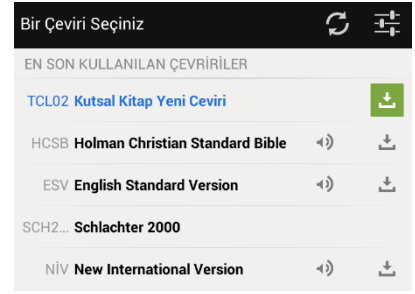 Bir Çeviri Seçiniz
EN SON KULLANILAN ÇEVRİRİLER
TCL02 Kutsal Kitap Yeni Ceviri
HCSB Holman Christian Standard Bible
ESV English Standard Version
SCH2... Schlachter 2000
NİV New International Version